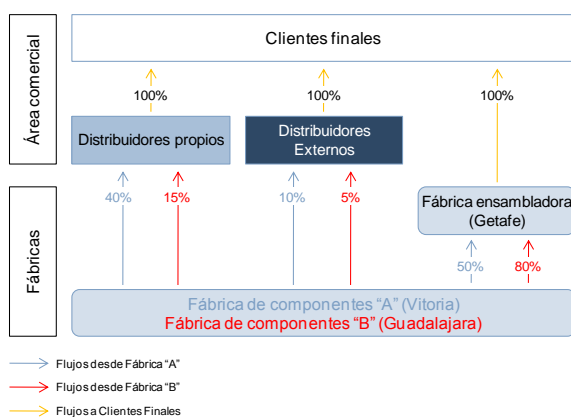 Área comercial
Clientes finales
100%
100%
100%
Distribuidores propios
Distribuidores
Externos
40%
15%
10%
5%
Fábricas
Fábrica ensambladora
(Getafe)
50%
80%
Fábrica de componentes “A” (Vitoria)
Fábrica de componentes “B” (Guadalajara)
Flujos desde Fábrica “A”
Flujos desde Fábrica “B”
Flujos a Clientes Finales